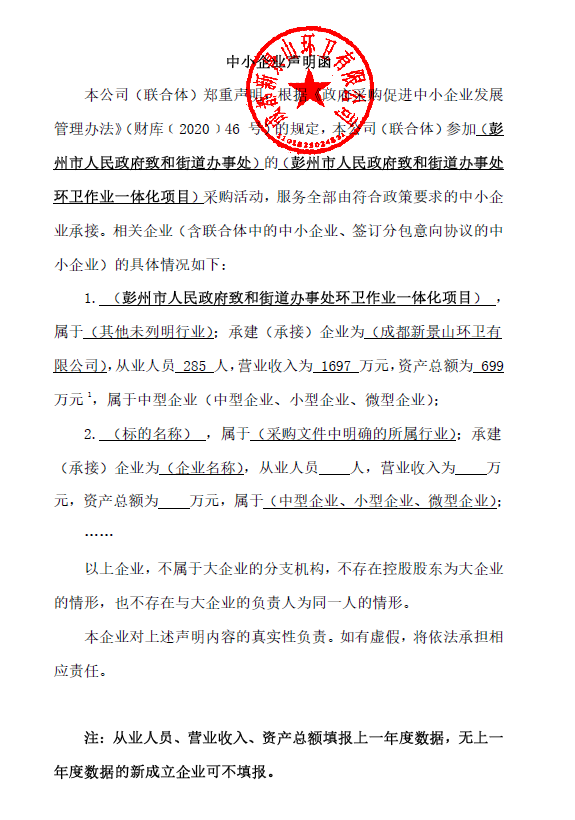 中小企业声明函
成都新景山环卫有限公司
本公司（联合体）郑重声明，根据《政府采购促进中小企业发展
管理办法》（财库﹝2020﹞46 号）的规定，本公司（联合体）参加（彭
州市人民政府致和街道办事处）的（彭州市人民政府致和街道办事处
环卫作业一体化项目）采购活动，服务全部由符合政策要求的中小企
业承接。相关企业（含联合体中的中小企业、签订分包意向协议的中
小企业）的具体情况如下：
1. （彭州市人民政府致和街道办事处环卫作业一体化项目） ，
属于（其他未列明行业）；承建（承接）企业为（成都新景山环卫有
限公司），从业人员 285 人，营业收入为 1697 万元，资产总额为 699
万元1，属于中型企业（中型企业、小型企业、微型企业）；
2. （标的名称） ，属于（采购文件中明确的所属行业）；承建
（承接）企业为（企业名称），从业人员____人，营业收入为____万
元，资产总额为____万元，属于（中型企业、小型企业、微型企业）；
……
以上企业，不属于大企业的分支机构，不存在控股股东为大企业
的情形，也不存在与大企业的负责人为同一人的情形。
本企业对上述声明内容的真实性负责。如有虚假，将依法承担相
应责任。
注：从业人员、营业收入、资产总额填报上一年度数据，无上一
年度数据的新成立企业可不填报。